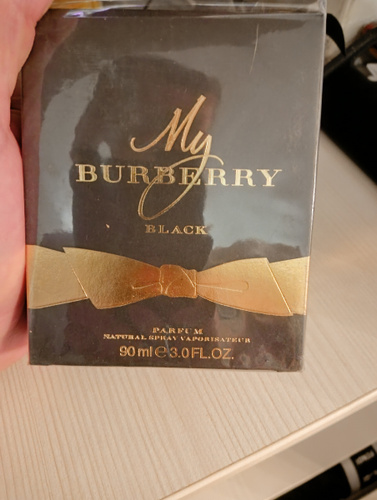 My
BURBERRY
BLACK
PARFUM
NATURAL SPRAY VAPORISATEUR
90 ml ℮ 3.0 FL.OZ.